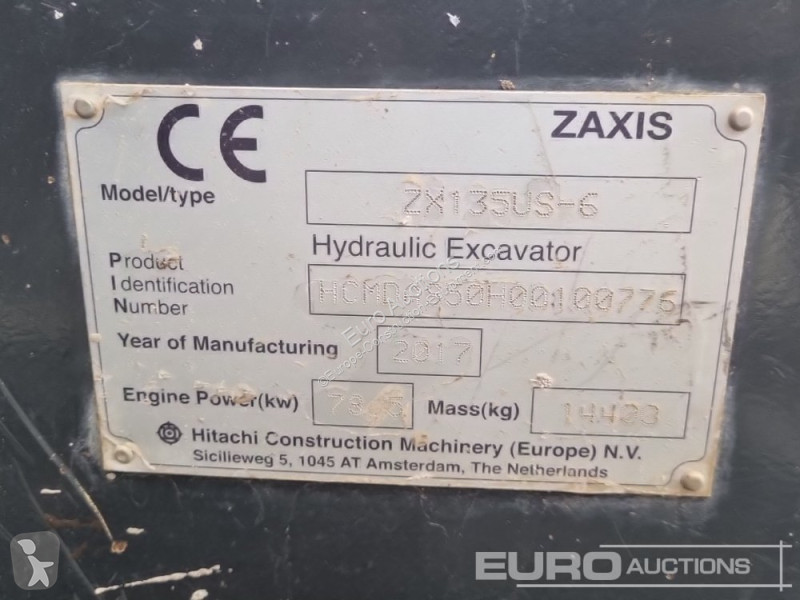 CE ZAXIS
Model/type ZX135US-6
Hydraulic Excavator
Product
Identification
Number
Year of Manufacturing 2017
Engine Power(kw) Mass(kg)
Hitachi Construction Machinery (Europe) N.V.
Sicilieweg 5, 1045 AT Amsterdam, The Netherlands
EURO AUCTIONS